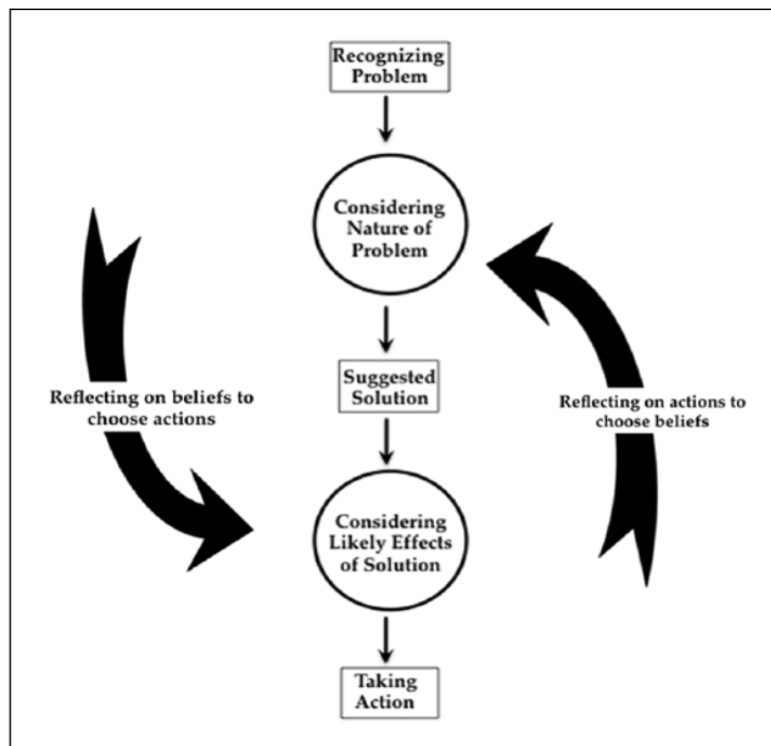 Recognizing
Problem
Considering
Nature of
Problem
Suggested
Solution
Reflecting on beliefs to
choose actions
Reflecting on actions to
choose beliefs
Considering
Likely Effects
of Solution
Taking
Action